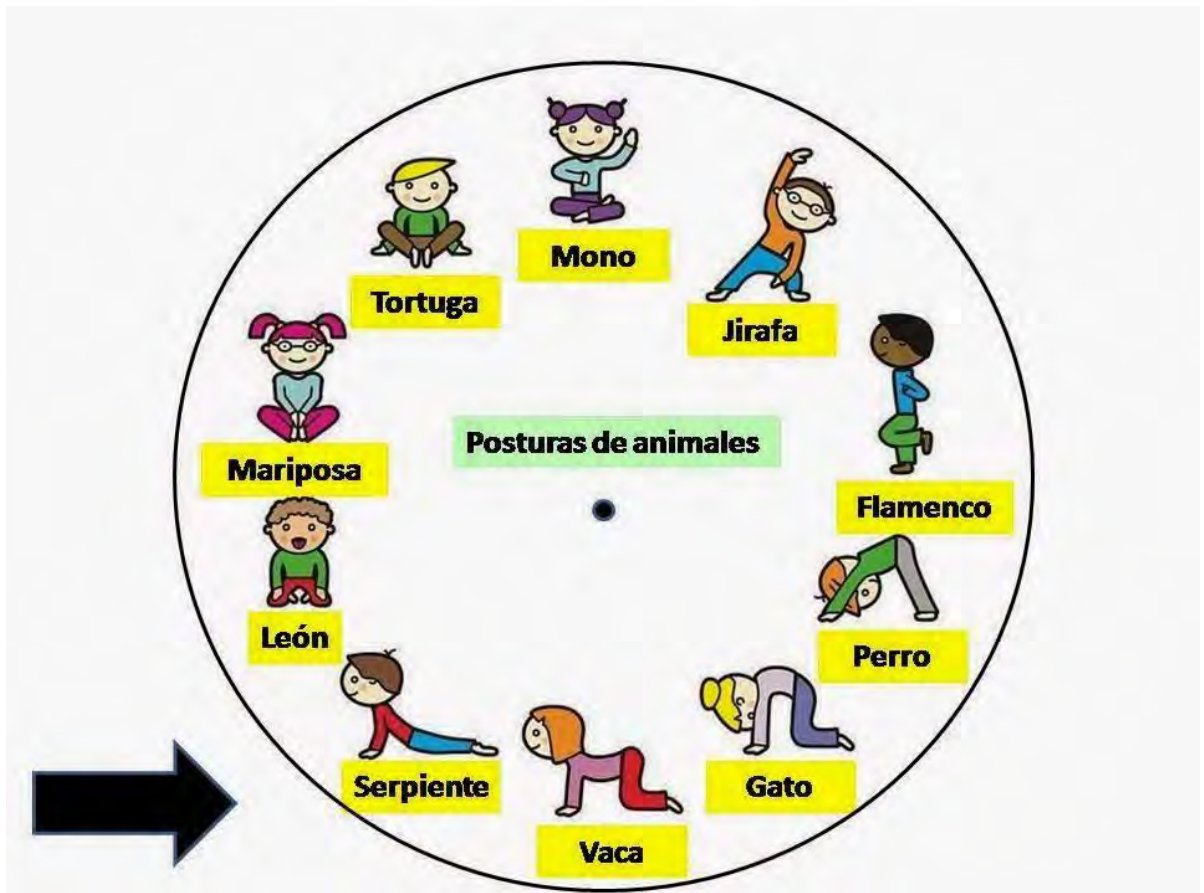 Mono
Tortuga
Jirafa
Posturas de animales
Mariposa
Flamenco
León
Perro
Serpiente
Gato
Vaca